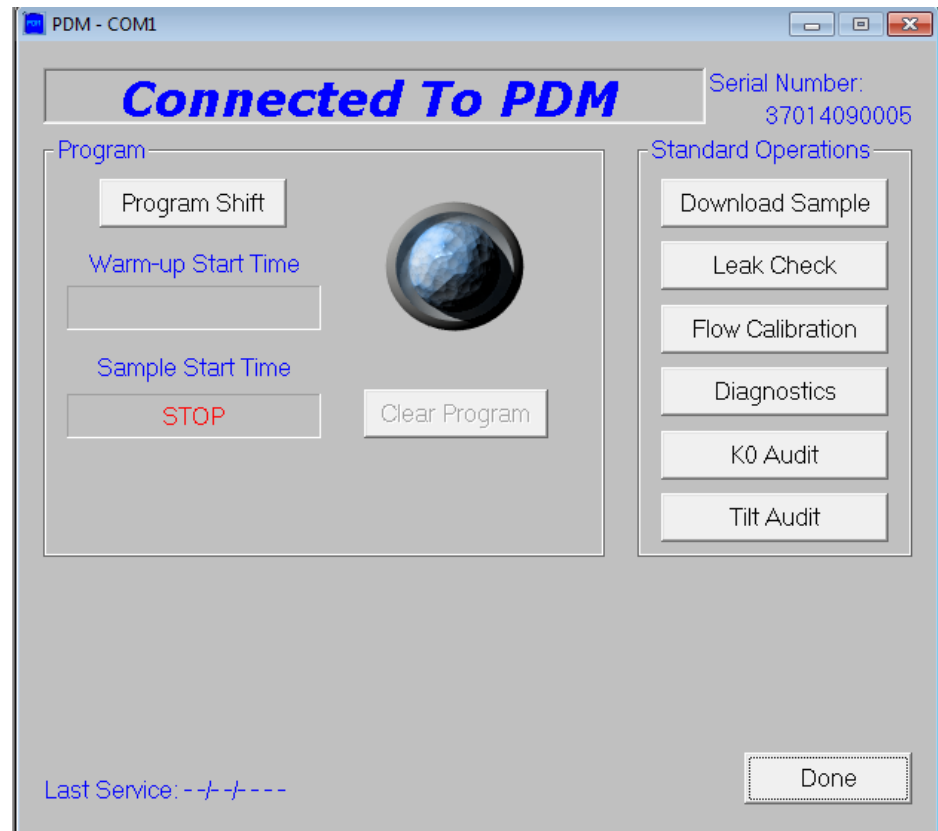 PDM - COM1
Connected To PDM
Serial Number:
37014090005
Program
Program Shift
Warm-up Start Time
Sample Start Time
STOP
Clear Program
Standard Operations
Download Sample
Leak Check
Flow Calibration
Diagnostics
K0 Audit
Tilt Audit
Last Service: --/--/----
Done